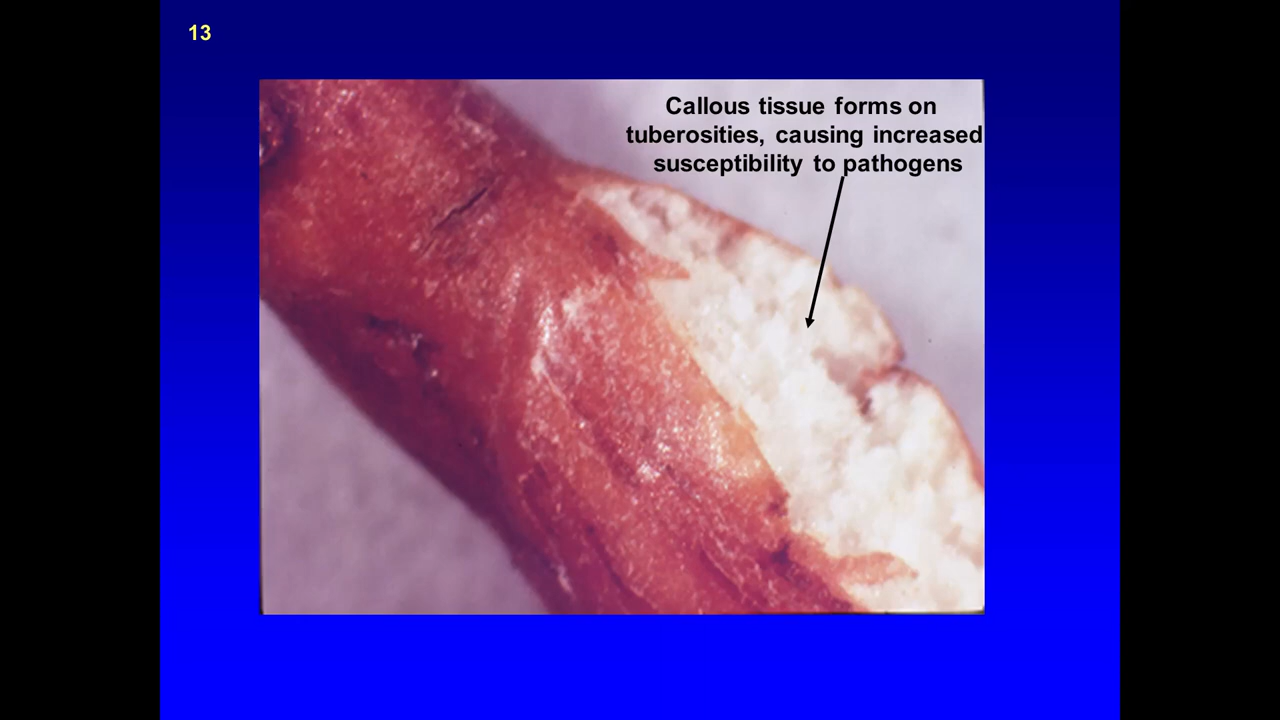 13
Callous tissue forms on
tuberosities, causing increased
susceptibility to pathogens